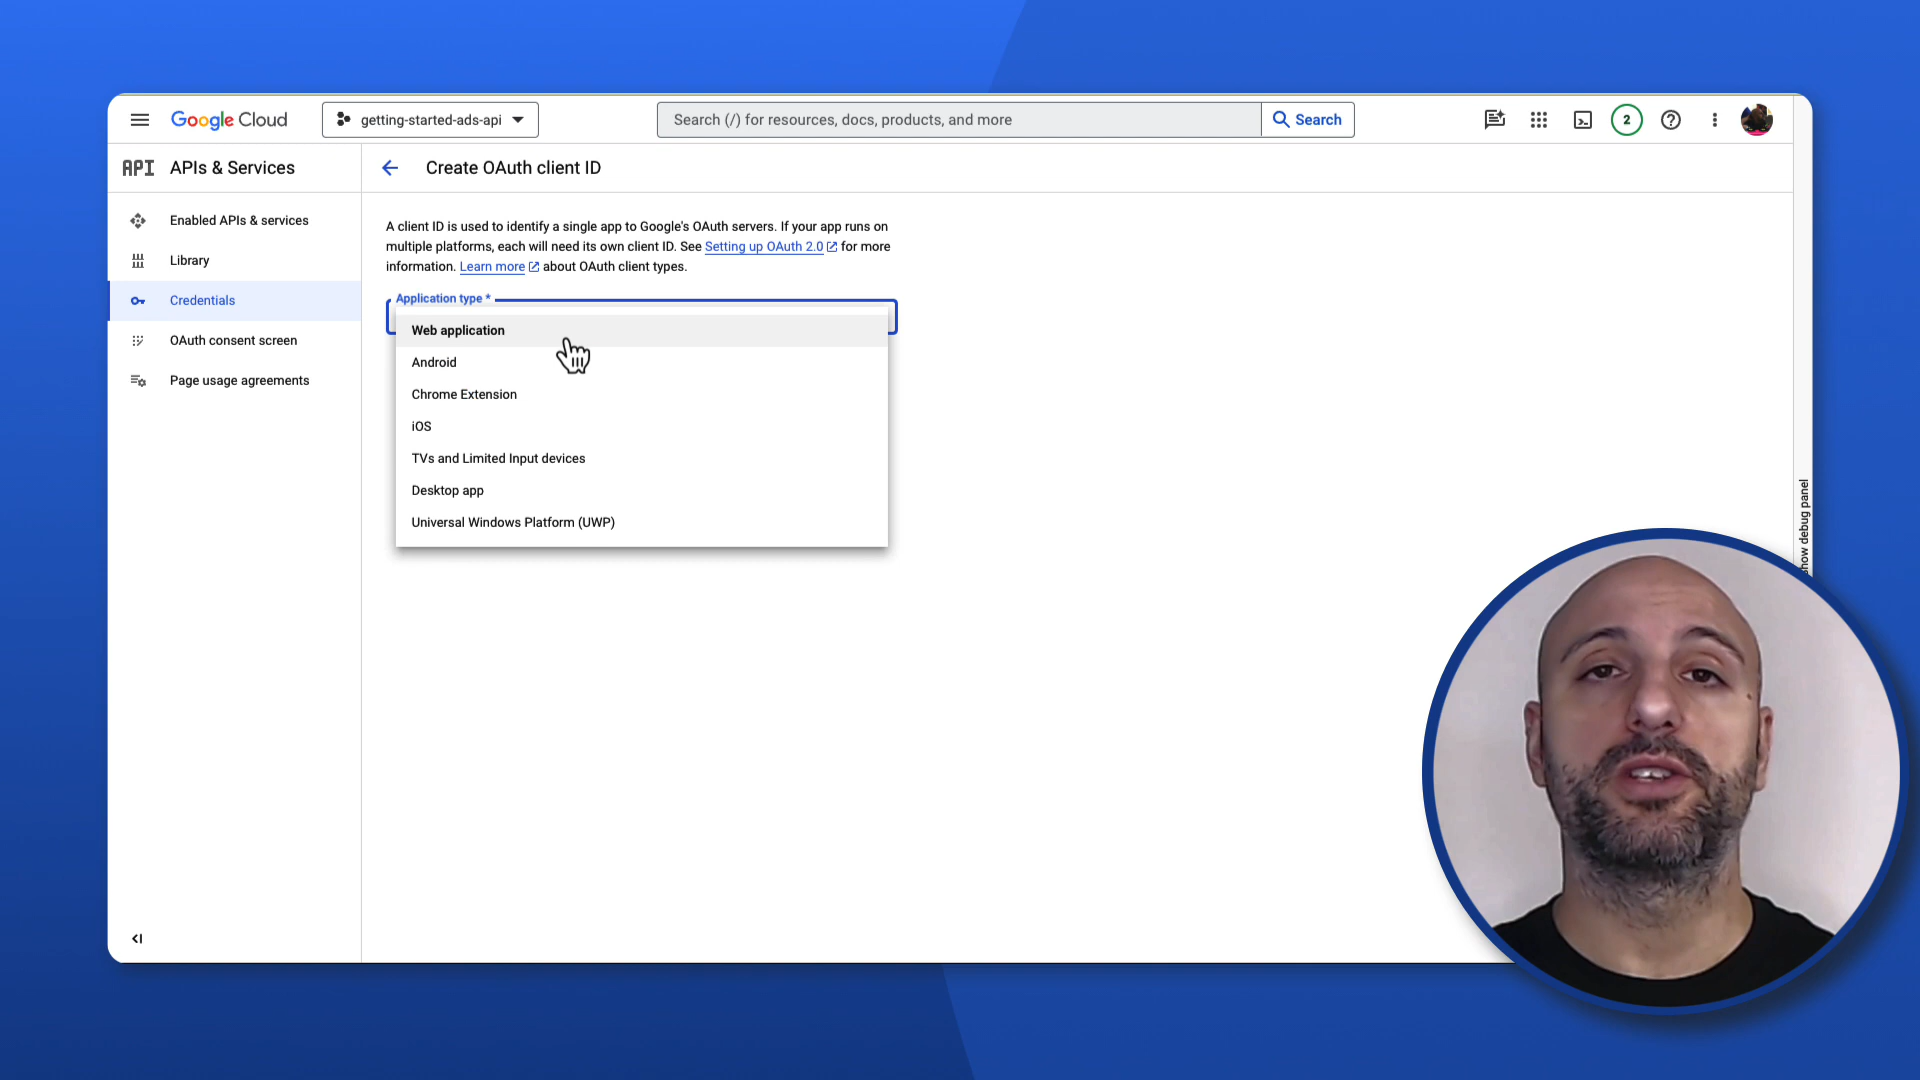 Google Cloud
getting-started-ads-api
Search (/) for resources, docs, products, and more
Search
2
API APIs & Services
Create OAuth client ID
Enabled APIs & services
Library
Credentials
OAuth consent screen
Page usage agreements
A client ID is used to identify a single app to Google's OAuth servers. If your app runs on
multiple platforms, each will need its own client ID. See Setting up OAuth 2.0 for more
information. Learn more about OAuth client types.
Application type *
Web application
Android
Chrome Extension
iOS
TVs and Limited Input devices
Desktop app
Universal Windows Platform (UWP)
debug panel